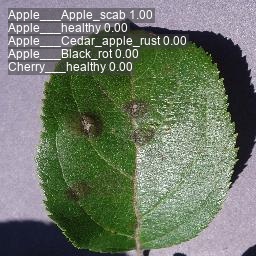 Apple___Apple_scab 1.00
Apple___healthy 0.00
Apple___Cedar_apple_rust 0.00
Apple___Black_rot 0.00
Cherry___healthy 0.00